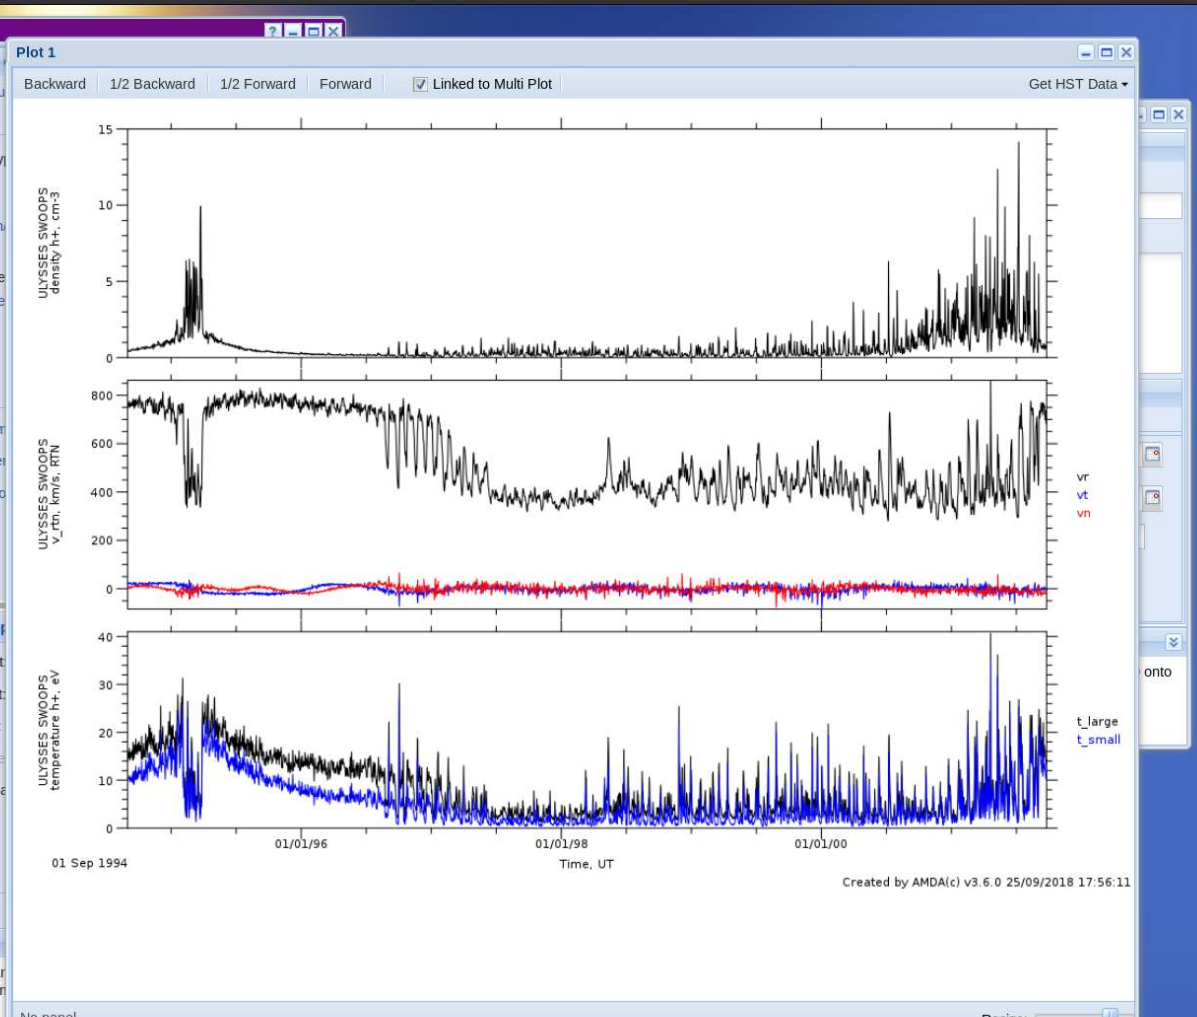 Plot 1
Backward 1/2 Backward 1/2 Forward Forward Linked to Multi Plot Get HST Data
15
10
5
0
ULYSSES SWOOPS
density h+, cm-3
800
600
400
200
0
ULYSSES SWOOPS
v_rtn, km/s, RTN
vr
vt
vn
40
30
20
10
0
ULYSSES SWOOPS
temperature h+, eV
t_large
t_small
01/01/96 01/01/98 01/01/00
01 Sep 1994 Time, UT
Created by AMDA(c) v3.6.0 25/09/2018 17:56:11
onto
No panel